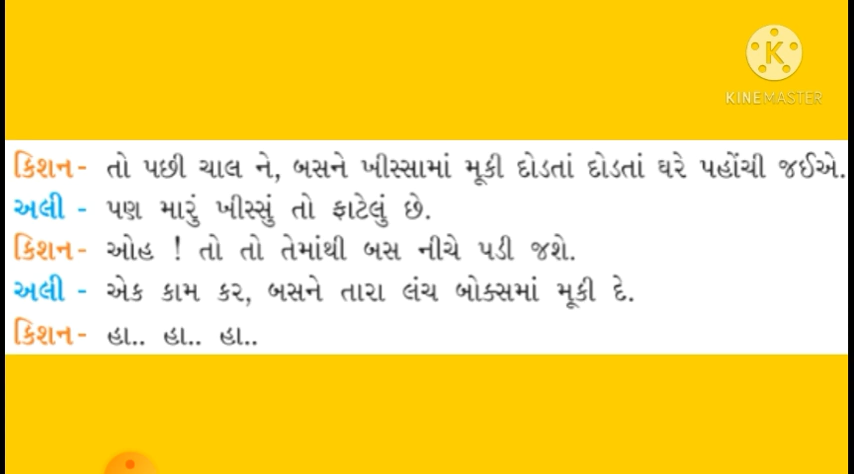 K
KINEMASTER
કિશન- તો પછી ચાલ ને, બસને ખીસ્સામાં મૂકી દોડતાં દોડતાં ઘરે પહોંચી જઈએ.
અલી - પણ મારું ખીસ્સું તો ફાટેલું છે.
કિશન- ઓહ ! તો તો તેમાંથી બસ નીચે પડી જશે.
અલી - એક કામ કર, બસને તારા લંચ બોક્સમાં મૂકી દે.
કિશન- હા.. હા.. હા..